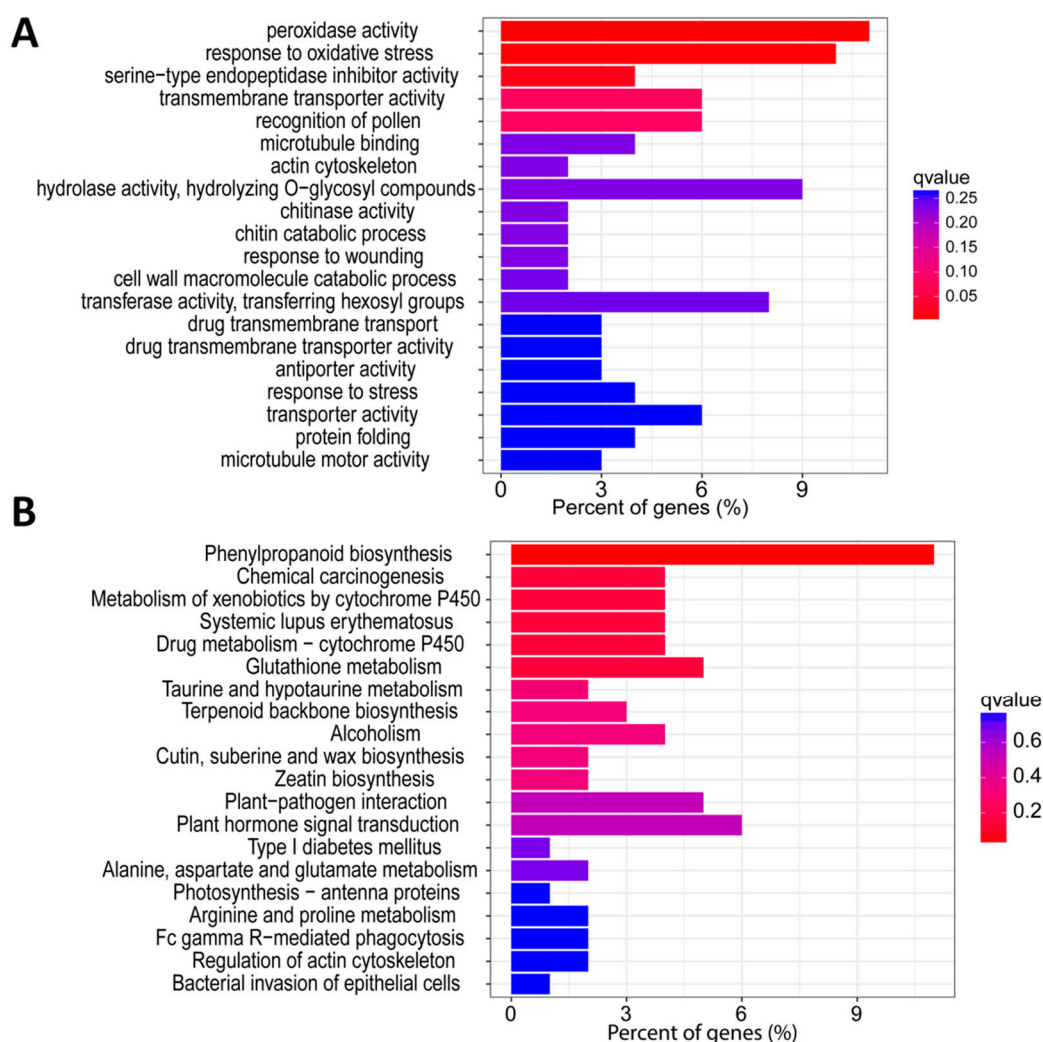 A
peroxidase activity
response to oxidative stress
serine−type endopeptidase inhibitor activity
transmembrane transporter activity
recognition of pollen
microtubule binding
actin cytoskeleton
hydrolase activity, hydrolyzing O−glycosyl compounds
chitinase activity
chitin catabolic process
response to wounding
cell wall macromolecule catabolic process
transferase activity, transferring hexosyl groups
drug transmembrane transport
drug transmembrane transporter activity
antiporter activity
response to stress
transporter activity
protein folding
microtubule motor activity
0 3 6 9
Percent of genes (%)
qvalue
0.25
0.20
0.15
0.10
0.05
B
Phenylpropanoid biosynthesis
Chemical carcinogenesis
Metabolism of xenobiotics by cytochrome P450
Systemic lupus erythematosus
Drug metabolism − cytochrome P450
Glutathione metabolism
Taurine and hypotaurine metabolism
Terpenoid backbone biosynthesis
Alcoholism
Cutin, suberine and wax biosynthesis
Zeatin biosynthesis
Plant−pathogen interaction
Plant hormone signal transduction
Type I diabetes mellitus
Alanine, aspartate and glutamate metabolism
Photosynthesis − antenna proteins
Arginine and proline metabolism
Fc gamma R−mediated phagocytosis
Regulation of actin cytoskeleton
Bacterial invasion of epithelial cells
0 3 6 9
Percent of genes (%)
qvalue
0.6
0.4
0.2